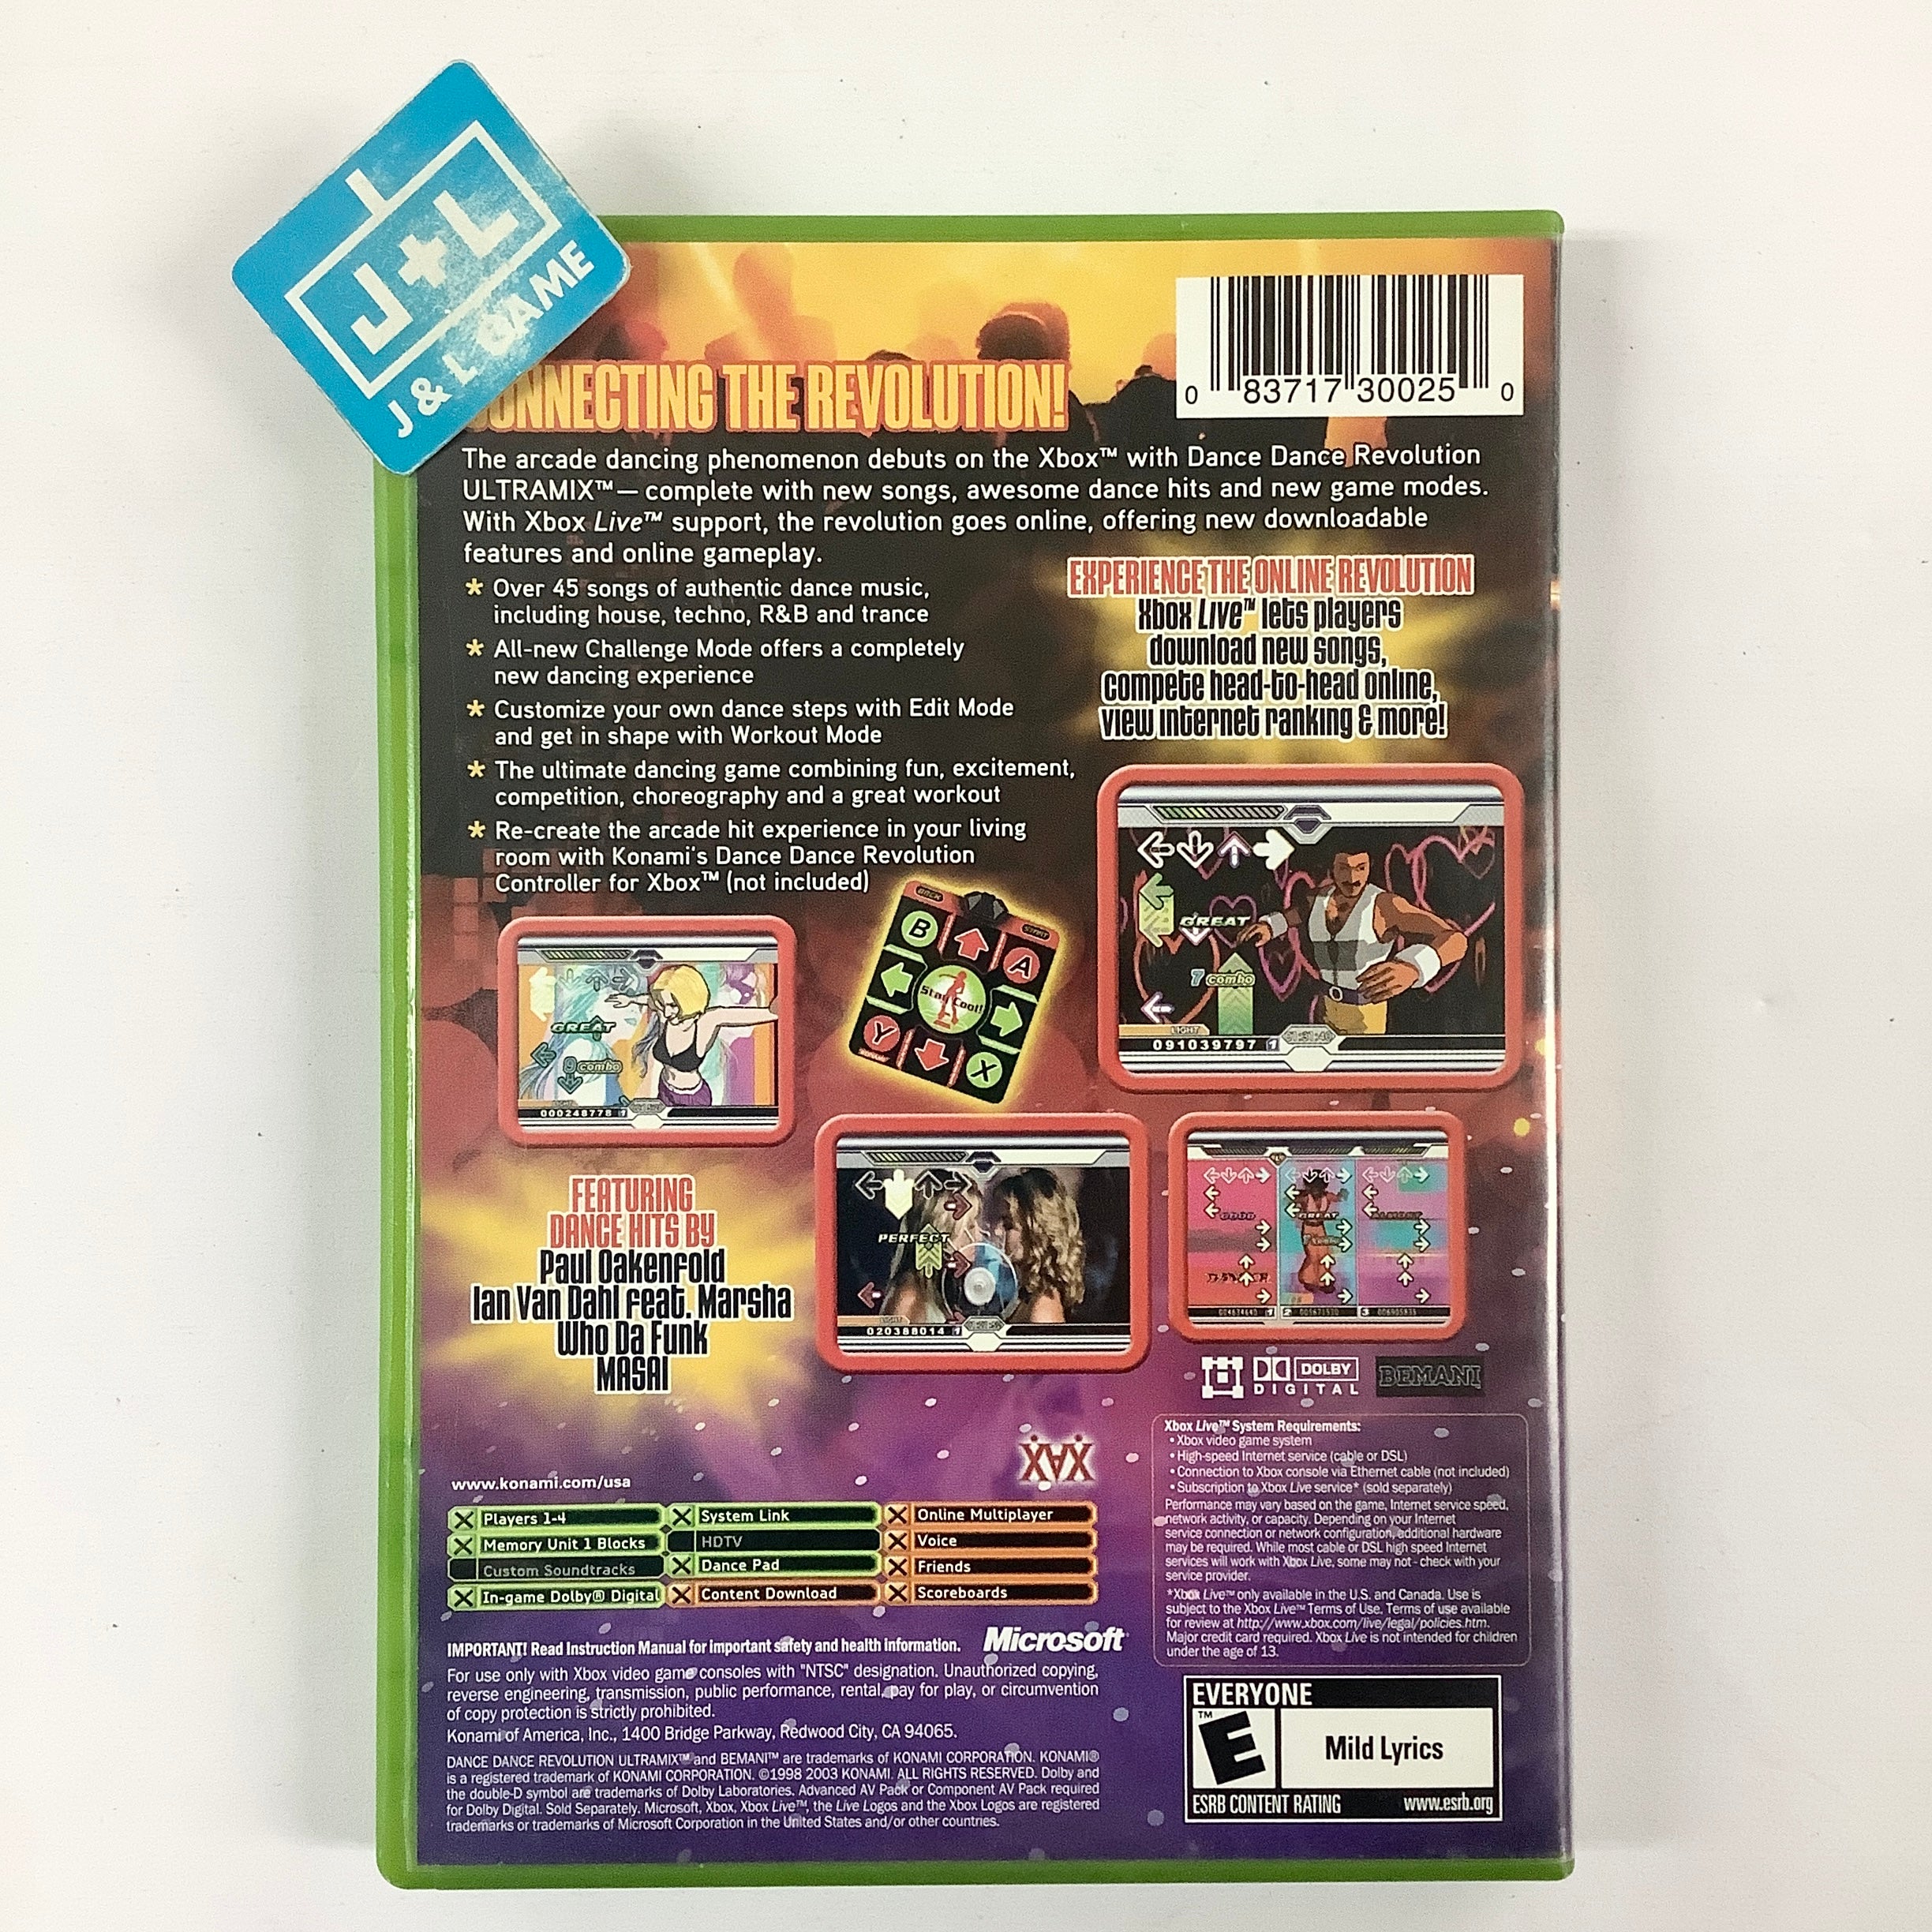 J+L
J & L GAME
CONNECTING THE REVOLUTION!
0 83717 30025 0
The arcade dancing phenomenon debuts on the Xbox™ with Dance Dance Revolution
ULTRAMIX™— complete with new songs, awesome dance hits and new game modes.
With Xbox Live™ support, the revolution goes online, offering new downloadable
features and online gameplay.
* Over 45 songs of authentic dance music,
including house, techno, R&B and trance
* All-new Challenge Mode offers a completely
new dancing experience
* Customize your own dance steps with Edit Mode
and get in shape with Workout Mode
* The ultimate dancing game combining fun, excitement,
competition, choreography and a great workout
* Re-create the arcade hit experience in your living
room with Konami's Dance Dance Revolution
Controller for Xbox™ (not included)
EXPERIENCE THE ONLINE REVOLUTION
Xbox Live™ lets players
download new songs,
compete head-to-head online,
view internet ranking & more!
GREAT
7 combo
LIGHT
091039797 1
BACK
START
B
A
Stay Cool!
Y
X
KONAMI
GREAT
9 combo
000248778 1
PERFECT
LIGHT
020388014 1
GOOD
GREAT
ALMOST
DANGER
FEATURING
DANCE HITS BY
Paul Oakenfold
Ian Van Dahl feat. Marsha
Who Da Funk
MASAI
DOLBY
DIGITAL
BEMANI
XAX
www.konami.com/usa
Players 1-4
Memory Unit 1 Blocks
Custom Soundtracks
In-game Dolby® Digital
System Link
HDTV
Dance Pad
Content Download
Online Multiplayer
Voice
Friends
Scoreboards
Xbox Live™ System Requirements:
• Xbox video game system
• High-speed Internet service (cable or DSL)
• Connection to Xbox console via Ethernet cable (not included)
• Subscription to Xbox Live service* (sold separately)
Performance may vary based on the game, Internet service speed,
network activity, or capacity. Depending on your Internet
service connection or network configuration, additional hardware
may be required. While most cable or DSL high speed Internet
services will work with Xbox Live, some may not - check with your
service provider.
*Xbox Live™ only available in the U.S. and Canada. Use is
subject to the Xbox Live™ Terms of Use. Terms of use available
for review at http://www.xbox.com/live/legal/policies.htm.
Major credit card required. Xbox Live is not intended for children
under the age of 13.
IMPORTANT! Read Instruction Manual for important safety and health information.
Microsoft
For use only with Xbox video game consoles with "NTSC" designation. Unauthorized copying,
reverse engineering, transmission, public performance, rental, pay for play, or circumvention
of copy protection is strictly prohibited.
Konami of America, Inc., 1400 Bridge Parkway, Redwood City, CA 94065.
DANCE DANCE REVOLUTION ULTRAMIX™ and BEMANI™ are trademarks of KONAMI CORPORATION. KONAMI®
is a registered trademark of KONAMI CORPORATION. ©1998 2003 KONAMI. ALL RIGHTS RESERVED. Dolby and
the double-D symbol are trademarks of Dolby Laboratories. Advanced AV Pack or Component AV Pack required
for Dolby Digital. Sold Separately. Microsoft, Xbox, Xbox Live™, the Live Logos and the Xbox Logos are registered
trademarks or trademarks of Microsoft Corporation in the United States and/or other countries.
EVERYONE
™
E
Mild Lyrics
ESRB CONTENT RATING www.esrb.org